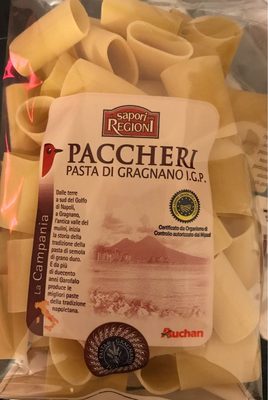 sapori
REGIONI
PACCHERI
PASTA DI GRAGNANO I.G.P.
Dalle terre
a sud del Golfo
di Napoli,
a Gragnano,
l'antica valle dei
mulini, inizia
la storia della
tradizione della
pasta di semola
di grano duro.
È da più
di duecento
anni Garofalo
produce le
migliori paste
della tradizione
napoletana.
La Campania
Certificato da Organismo di
Controllo autorizzato dal Mipaaf
Auchan